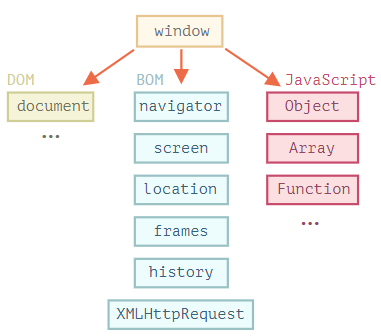 window
DOM
BOM
JavaScript
document
navigator
Object
...
screen
Array
location
Function
frames
...
history
XMLHttpRequest